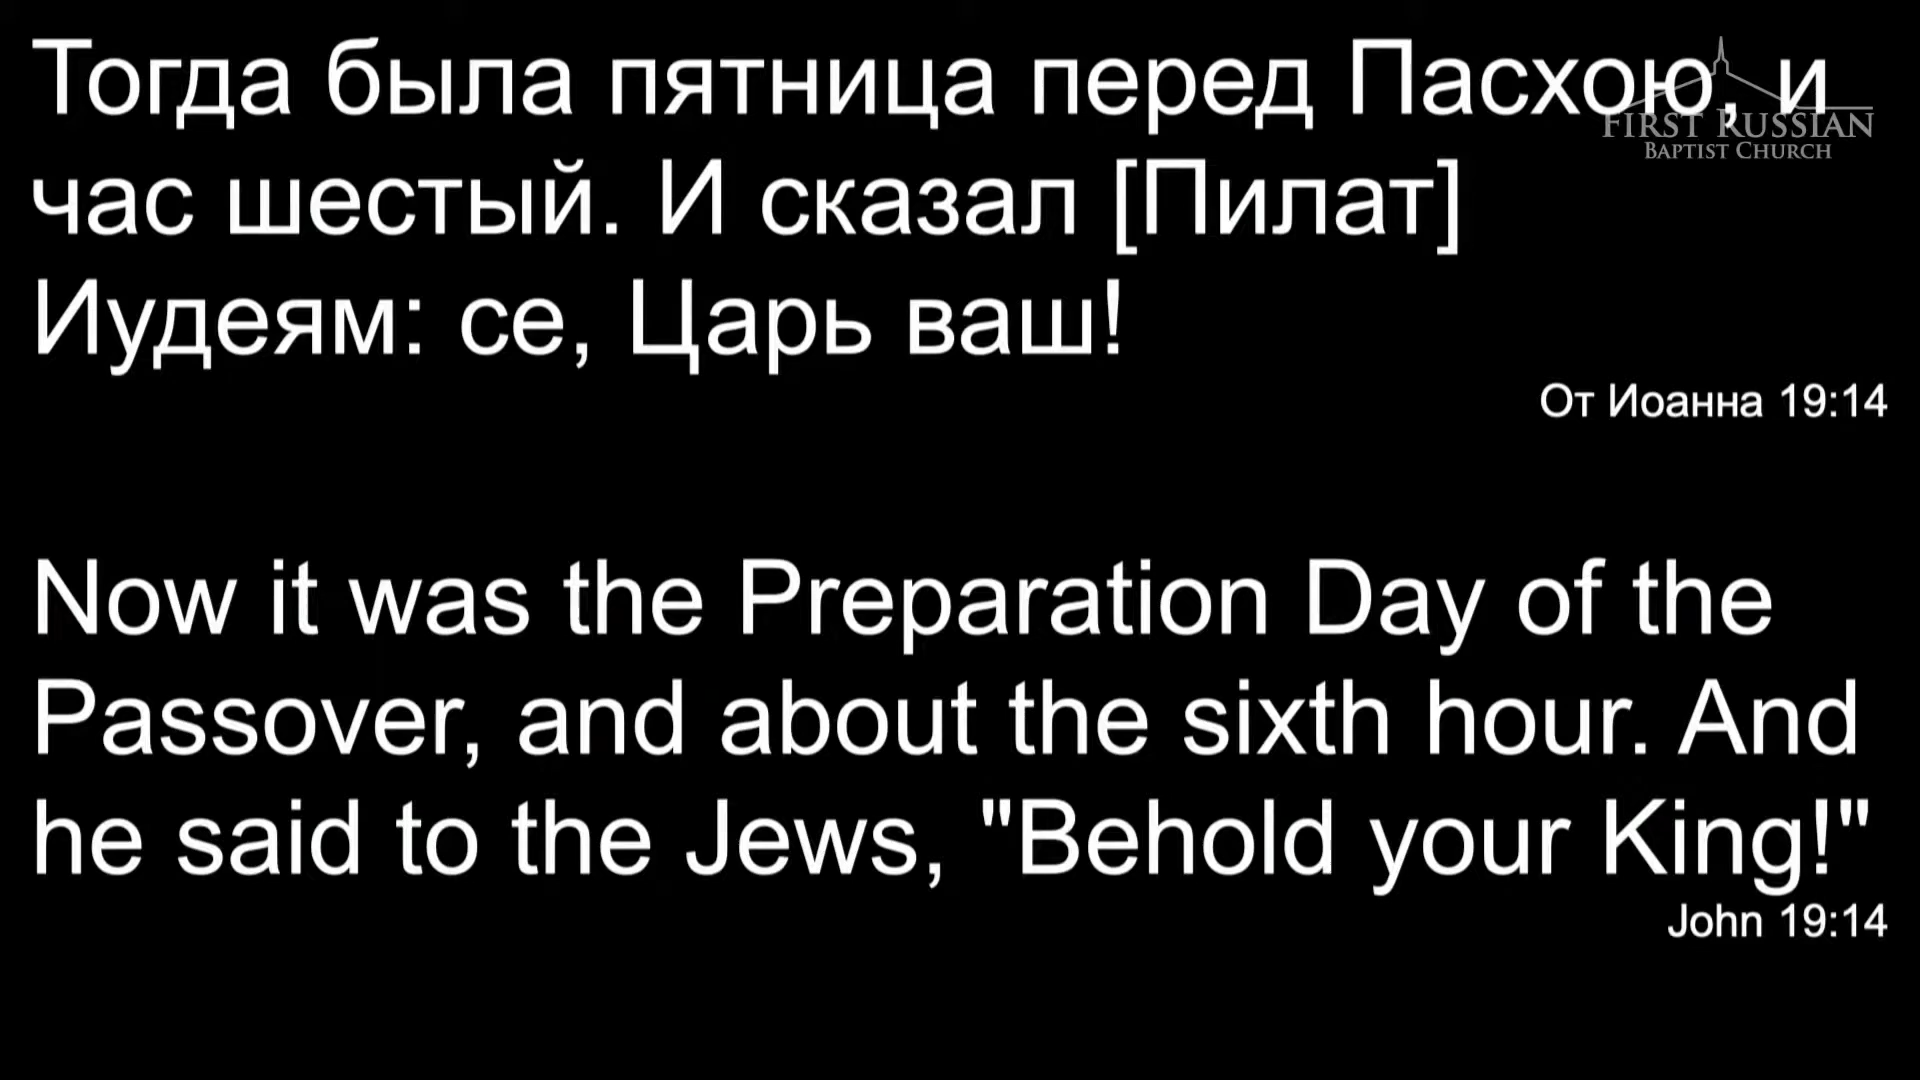 Тогда была пятница перед Пасхою, и
час шестый. И сказал [Пилат]
Иудеям: се, Царь ваш!
От Иоанна 19:14
FIRST RUSSIAN
BAPTIST CHURCH
Now it was the Preparation Day of the
Passover, and about the sixth hour. And
he said to the Jews, "Behold your King!"
John 19:14